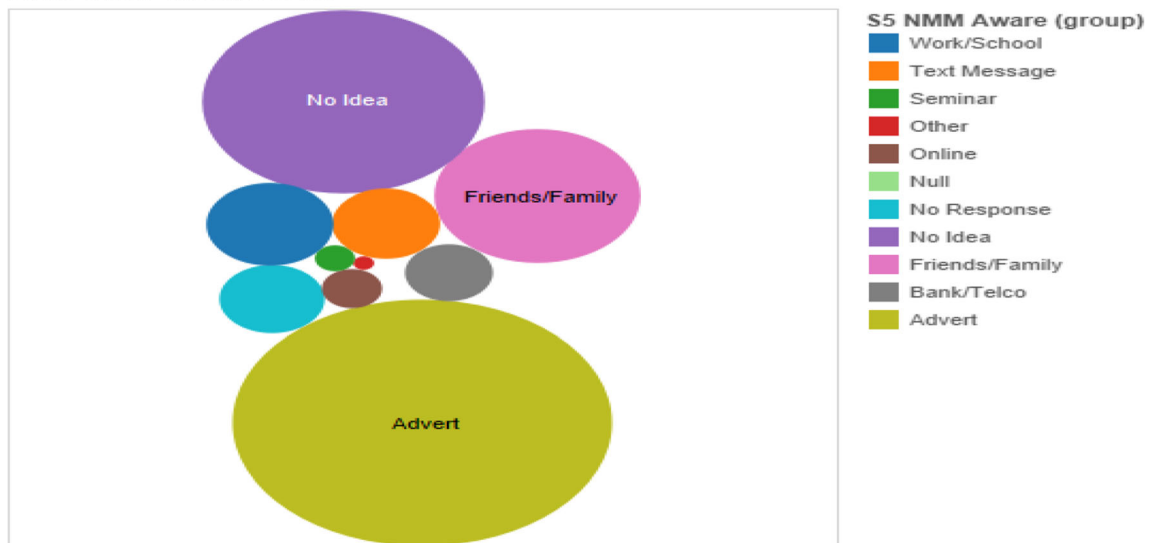 No Idea
Friends/Family
Advert
S5 NMM Aware (group)
Work/School
Text Message
Seminar
Other
Online
Null
No Response
No Idea
Friends/Family
Bank/Telco
Advert